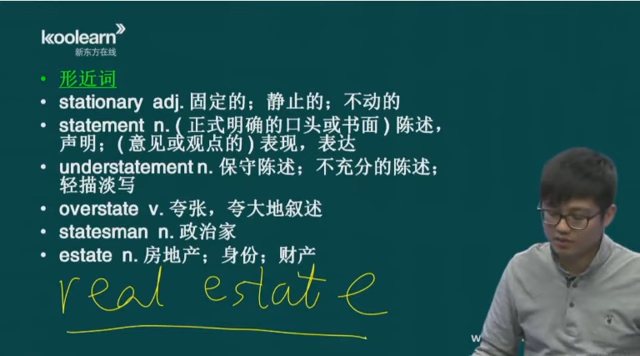 koolearn
新东方在线
• 形近词
• stationary adj. 固定的；静止的；不动的
• statement n. ( 正式明确的口头或书面 ) 陈述，
声明；( 意见或观点的 ) 表现，表达
• understatement n. 保守陈述；不充分的陈述；
轻描淡写
• overstate v. 夸张，夸大地叙述
• statesman n. 政治家
• estate n. 房地产；身份；财产
real estate
w